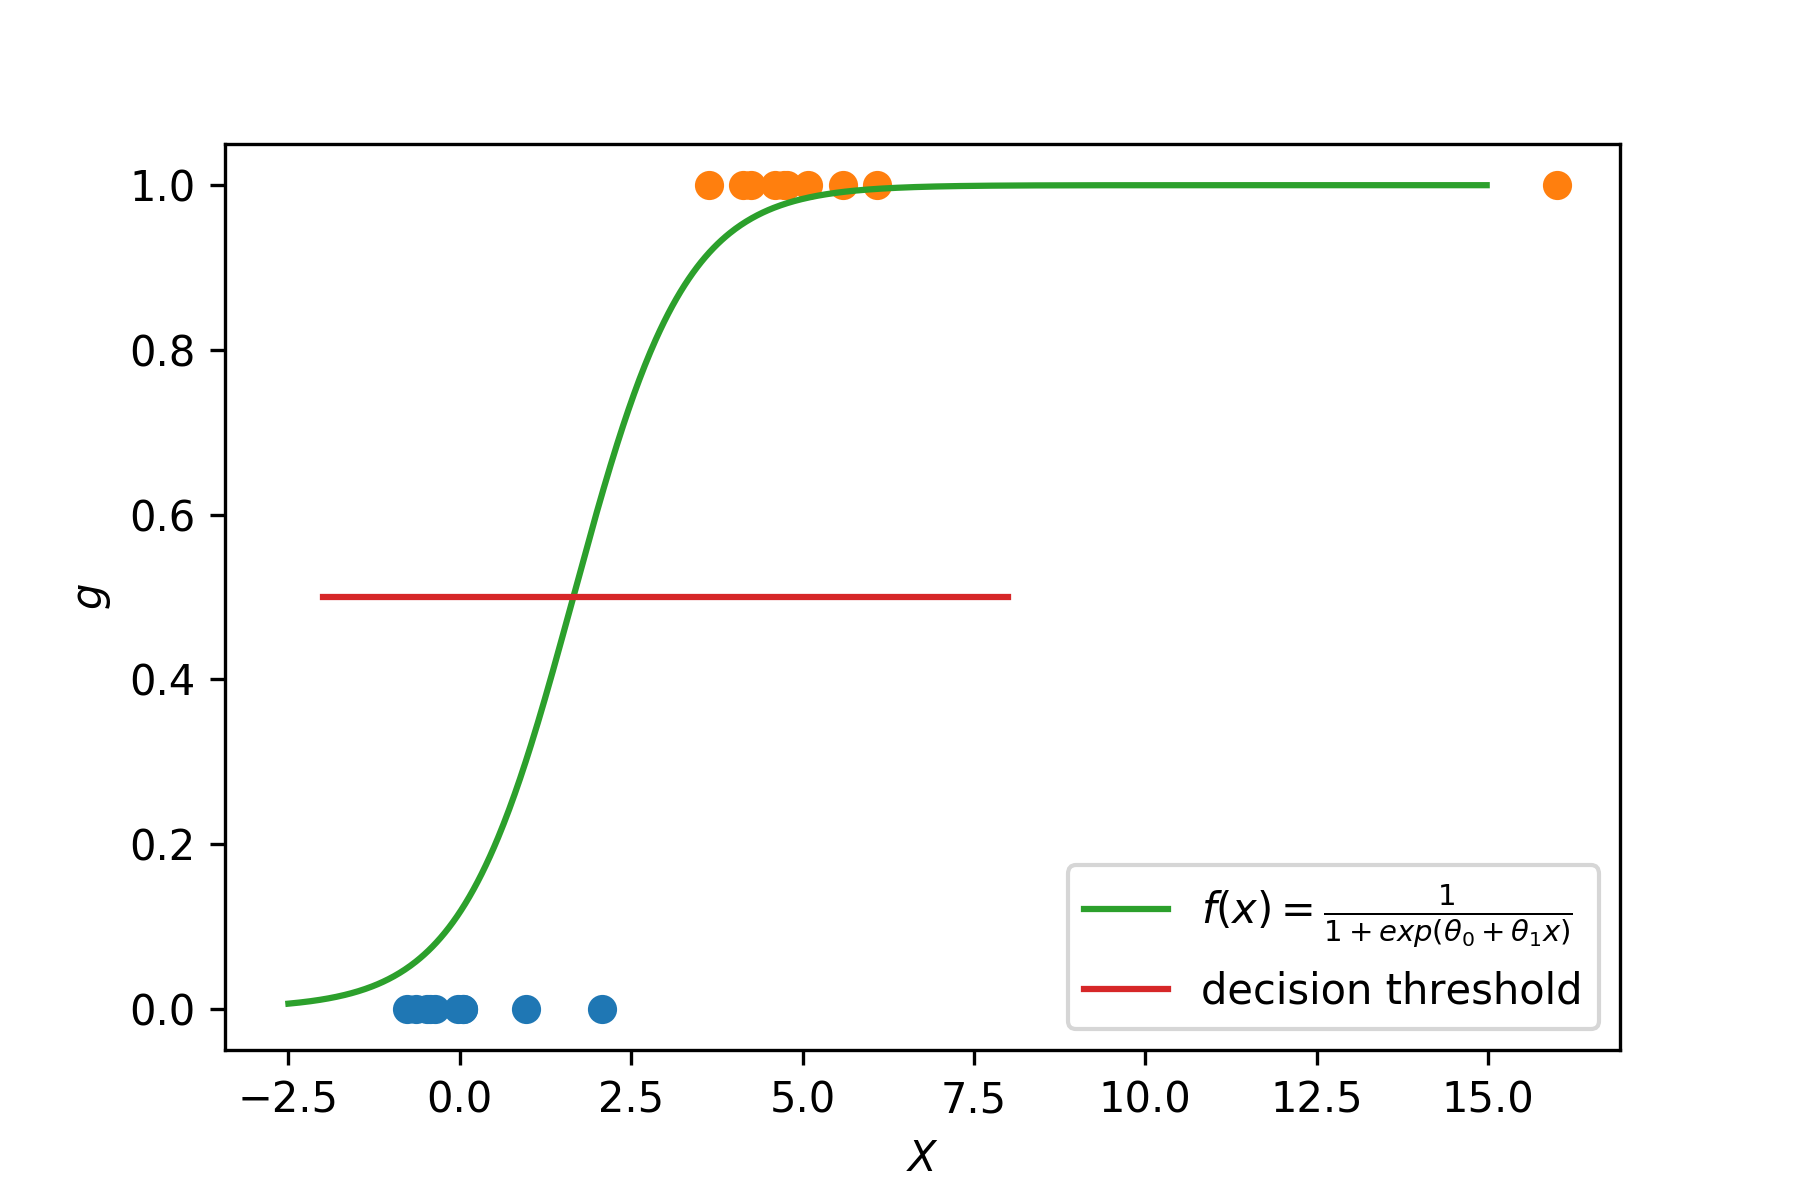 1.0
0.8
0.6
0.4
0.2
0.0
g
−2.5 0.0 2.5 5.0 7.5 10.0 12.5 15.0
X
f(x) = 1 / 1 + exp(θ₀ + θ₁x)
decision threshold